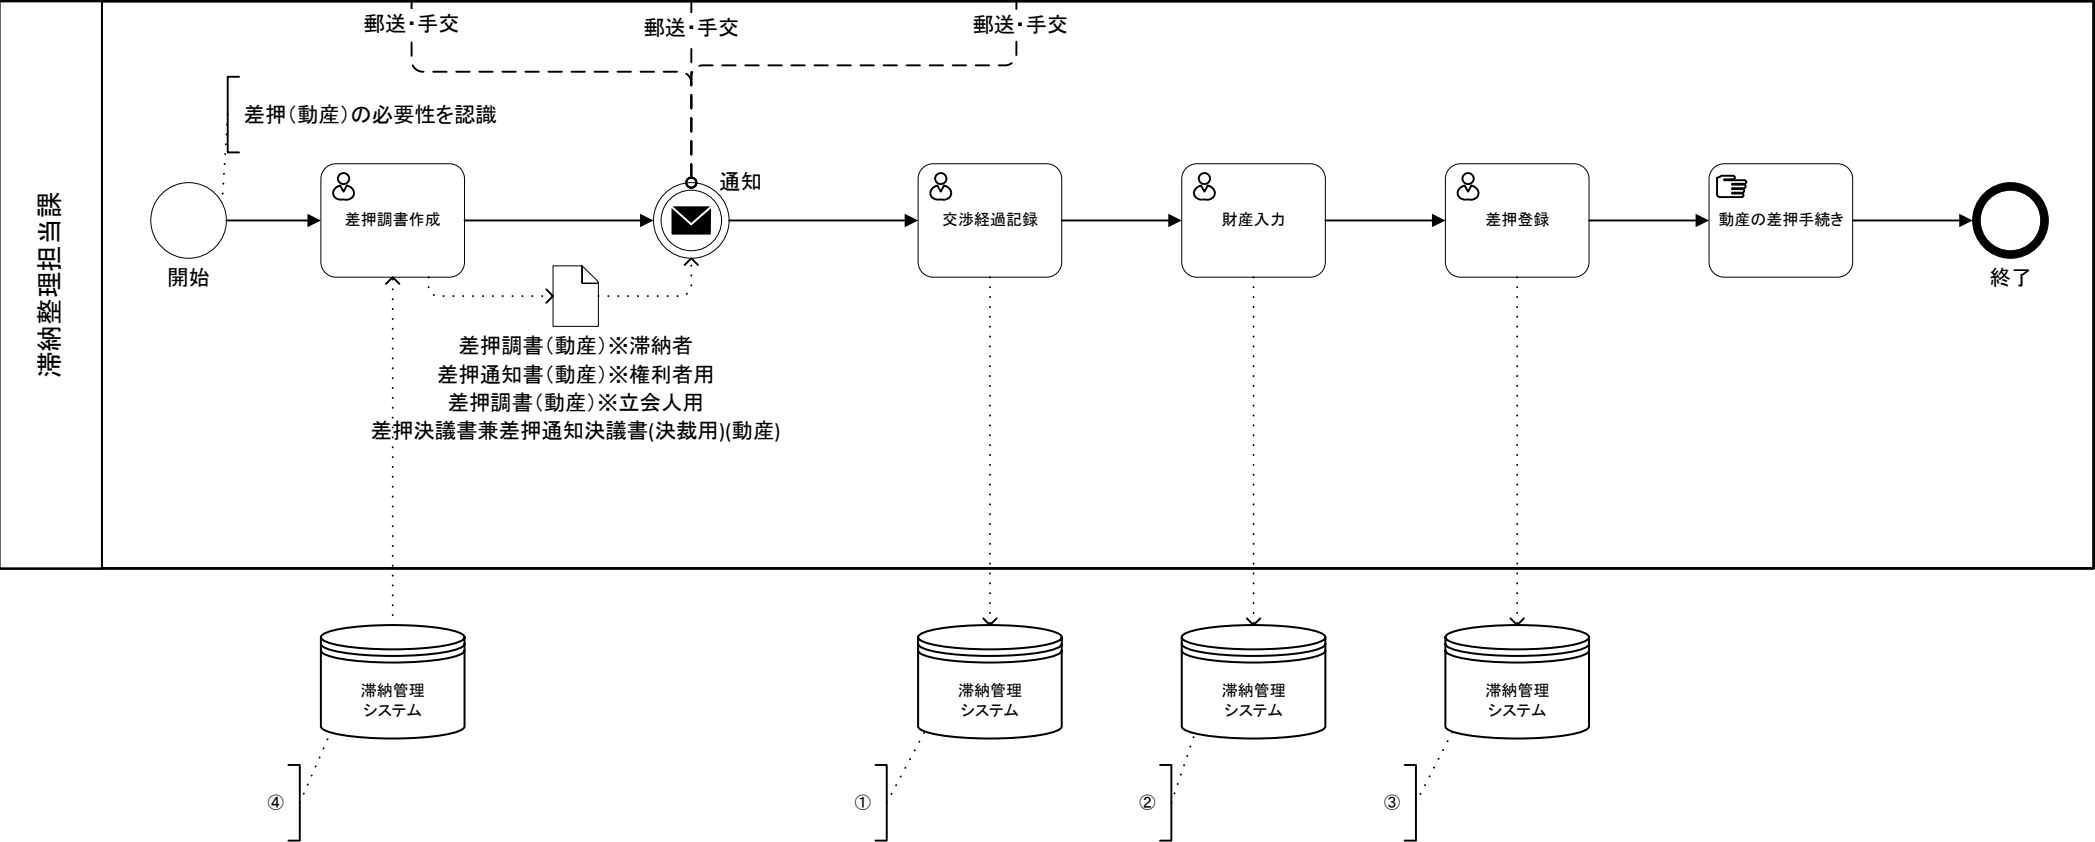 郵送・手交
郵送・手交
郵送・手交
差押（動産）の必要性を認識
滞納整理担当課
開始
差押調書作成
通知
交渉経過記録
財産入力
差押登録
動産の差押手続き
終了
差押調書（動産）※滞納者
差押通知書（動産）※権利者用
差押調書（動産）※立会人用
差押決議書兼差押通知決議書(決裁用)(動産)
滞納管理
システム
滞納管理
システム
滞納管理
システム
滞納管理
システム
④
①
②
③